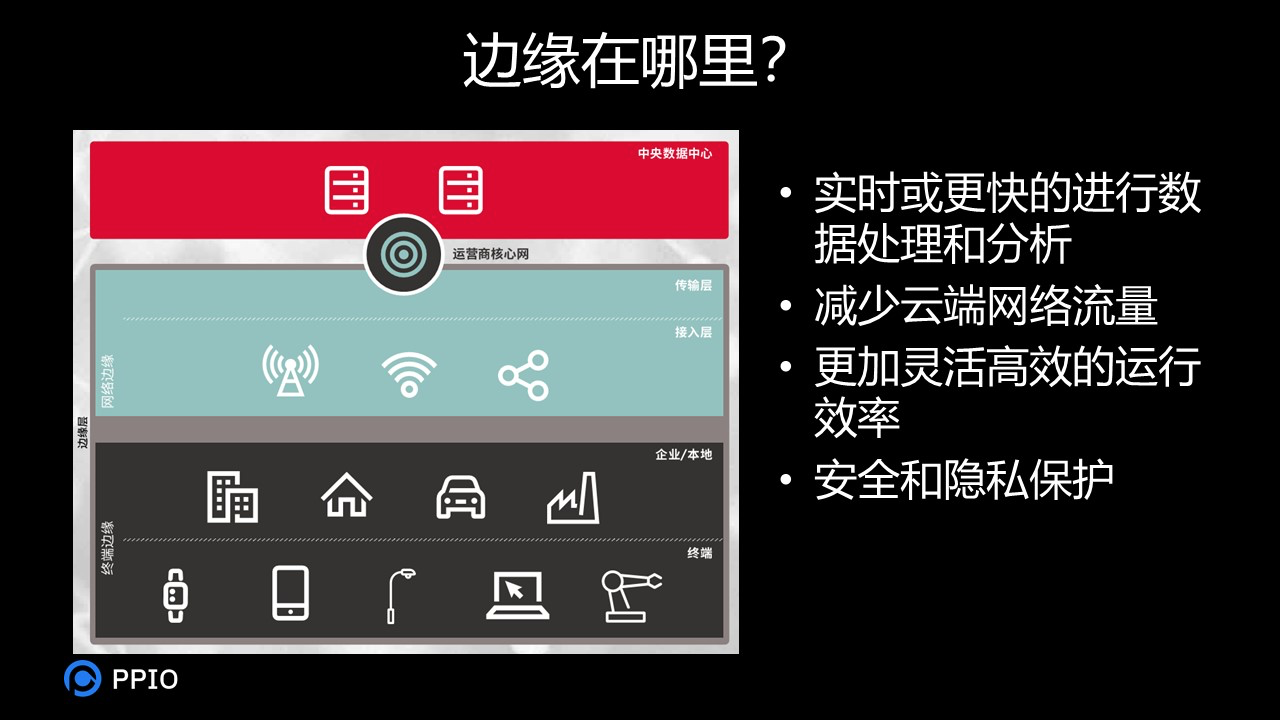 边缘在哪里?
中央数据中心
运营商核心网
传输层
接入层
网络边缘
边缘层
企业/本地
终端边缘
终端
• 实时或更快的进行数
据处理和分析
• 减少云端网络流量
• 更加灵活高效的运行
效率
• 安全和隐私保护
PPIO